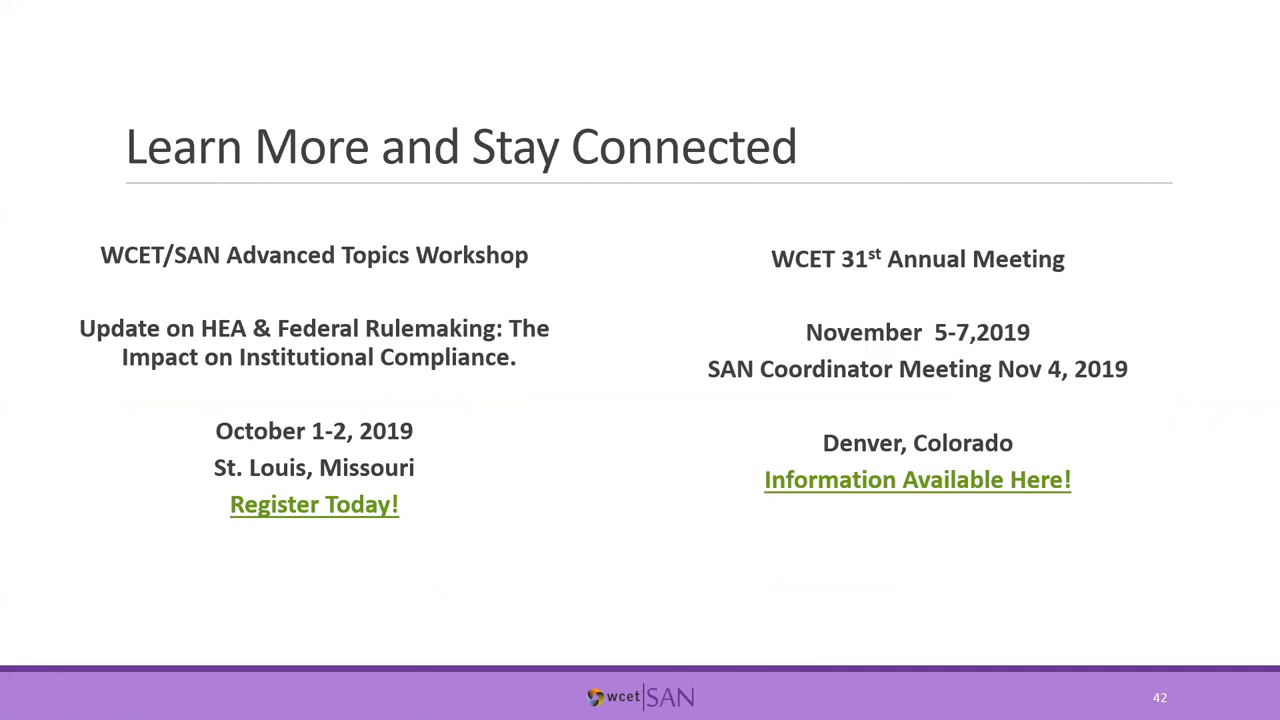 Learn More and Stay Connected
WCET/SAN Advanced Topics Workshop
Update on HEA & Federal Rulemaking: The
Impact on Institutional Compliance.
October 1-2, 2019
St. Louis, Missouri
Register Today!
WCET 31st Annual Meeting
November  5-7,2019
SAN Coordinator Meeting Nov 4, 2019
Denver, Colorado
Information Available Here!
wcet SAN
42